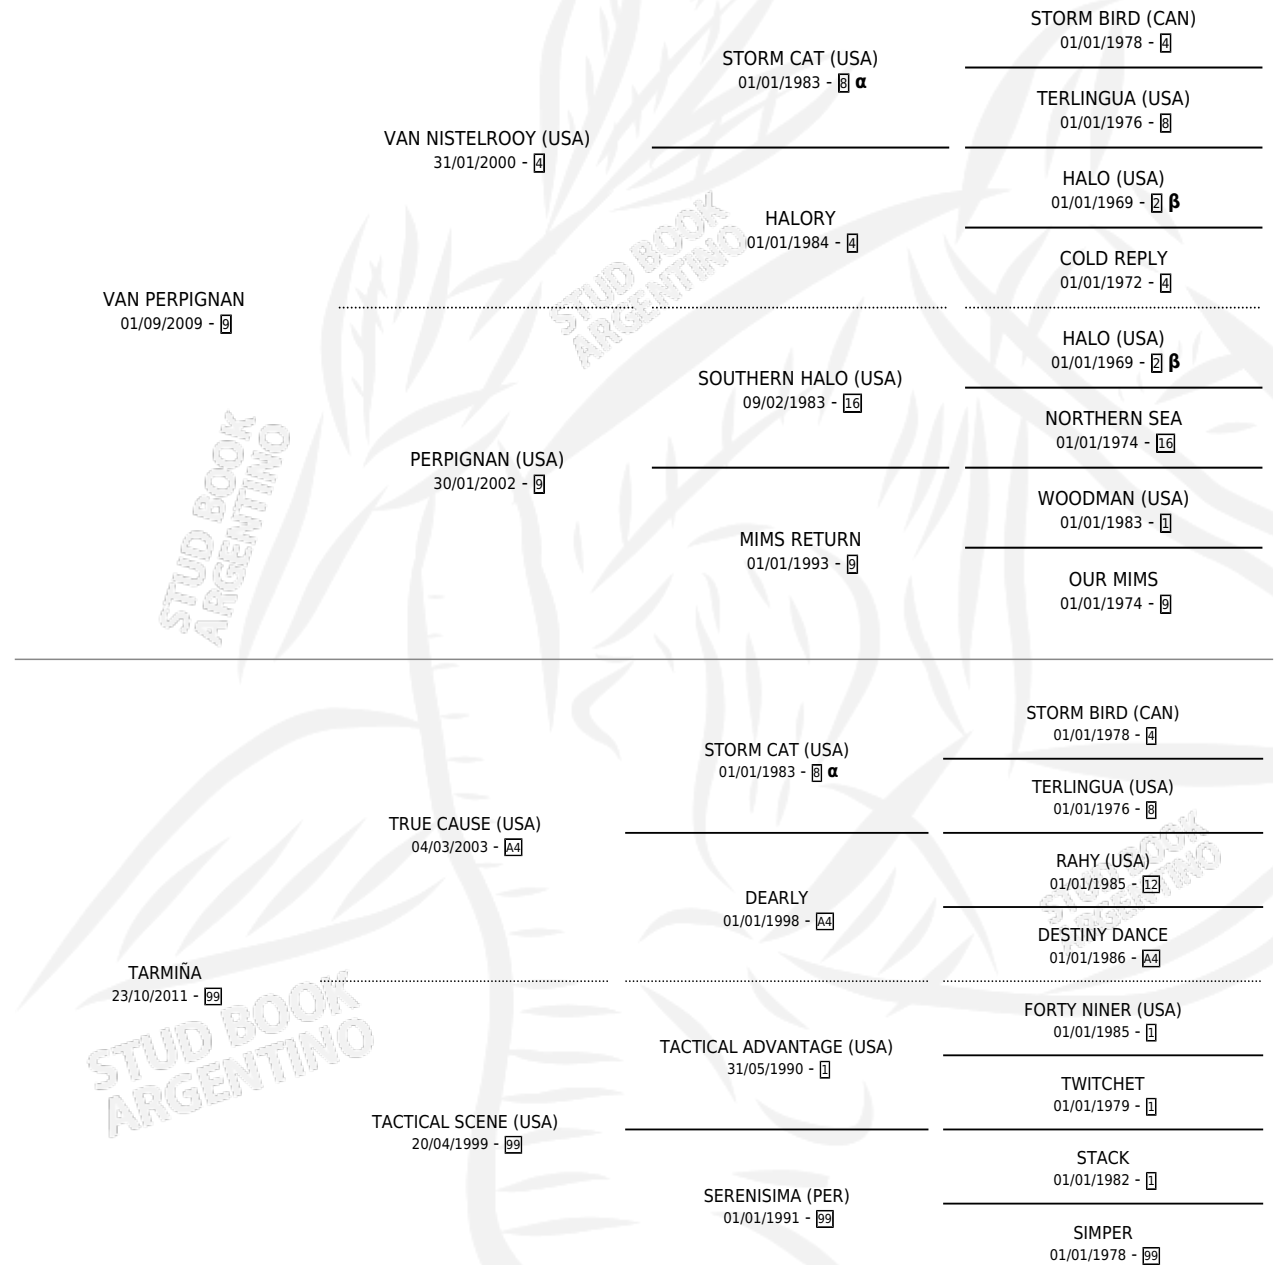 STORM BIRD (CAN)
01/01/1978 - 4
STORM CAT (USA)
01/01/1983 - 8 α
TERLINGUA (USA)
01/01/1976 - 8
VAN NISTELROOY (USA)
31/01/2000 - 4
HALO (USA)
01/01/1969 - 2 β
HALORY
01/01/1984 - 4
COLD REPLY
01/01/1972 - 4
VAN PERPIGNAN
01/09/2009 - 9
HALO (USA)
01/01/1969 - 2 β
SOUTHERN HALO (USA)
09/02/1983 - 16
NORTHERN SEA
01/01/1974 - 16
PERPIGNAN (USA)
30/01/2002 - 9
WOODMAN (USA)
01/01/1983 - 1
MIMS RETURN
01/01/1993 - 9
OUR MIMS
01/01/1974 - 9
STUD BOOK
ARGENTINO
STUD BOOK
ARGENTINO
STORM BIRD (CAN)
01/01/1978 - 4
STORM CAT (USA)
01/01/1983 - 8 α
TERLINGUA (USA)
01/01/1976 - 8
TRUE CAUSE (USA)
04/03/2003 - A4
RAHY (USA)
01/01/1985 - 12
DEARLY
01/01/1998 - A4
DESTINY DANCE
01/01/1986 - A4
TARMIÑA
23/10/2011 - 99
FORTY NINER (USA)
01/01/1985 - 1
TACTICAL ADVANTAGE (USA)
31/05/1990 - 1
TWITCHET
01/01/1979 - 1
TACTICAL SCENE (USA)
20/04/1999 - 99
STACK
01/01/1982 - 1
SERENISIMA (PER)
01/01/1991 - 99
SIMPER
01/01/1978 - 99
STUD BOOK
ARGENTINO
STUD BOOK
ARGENTINO